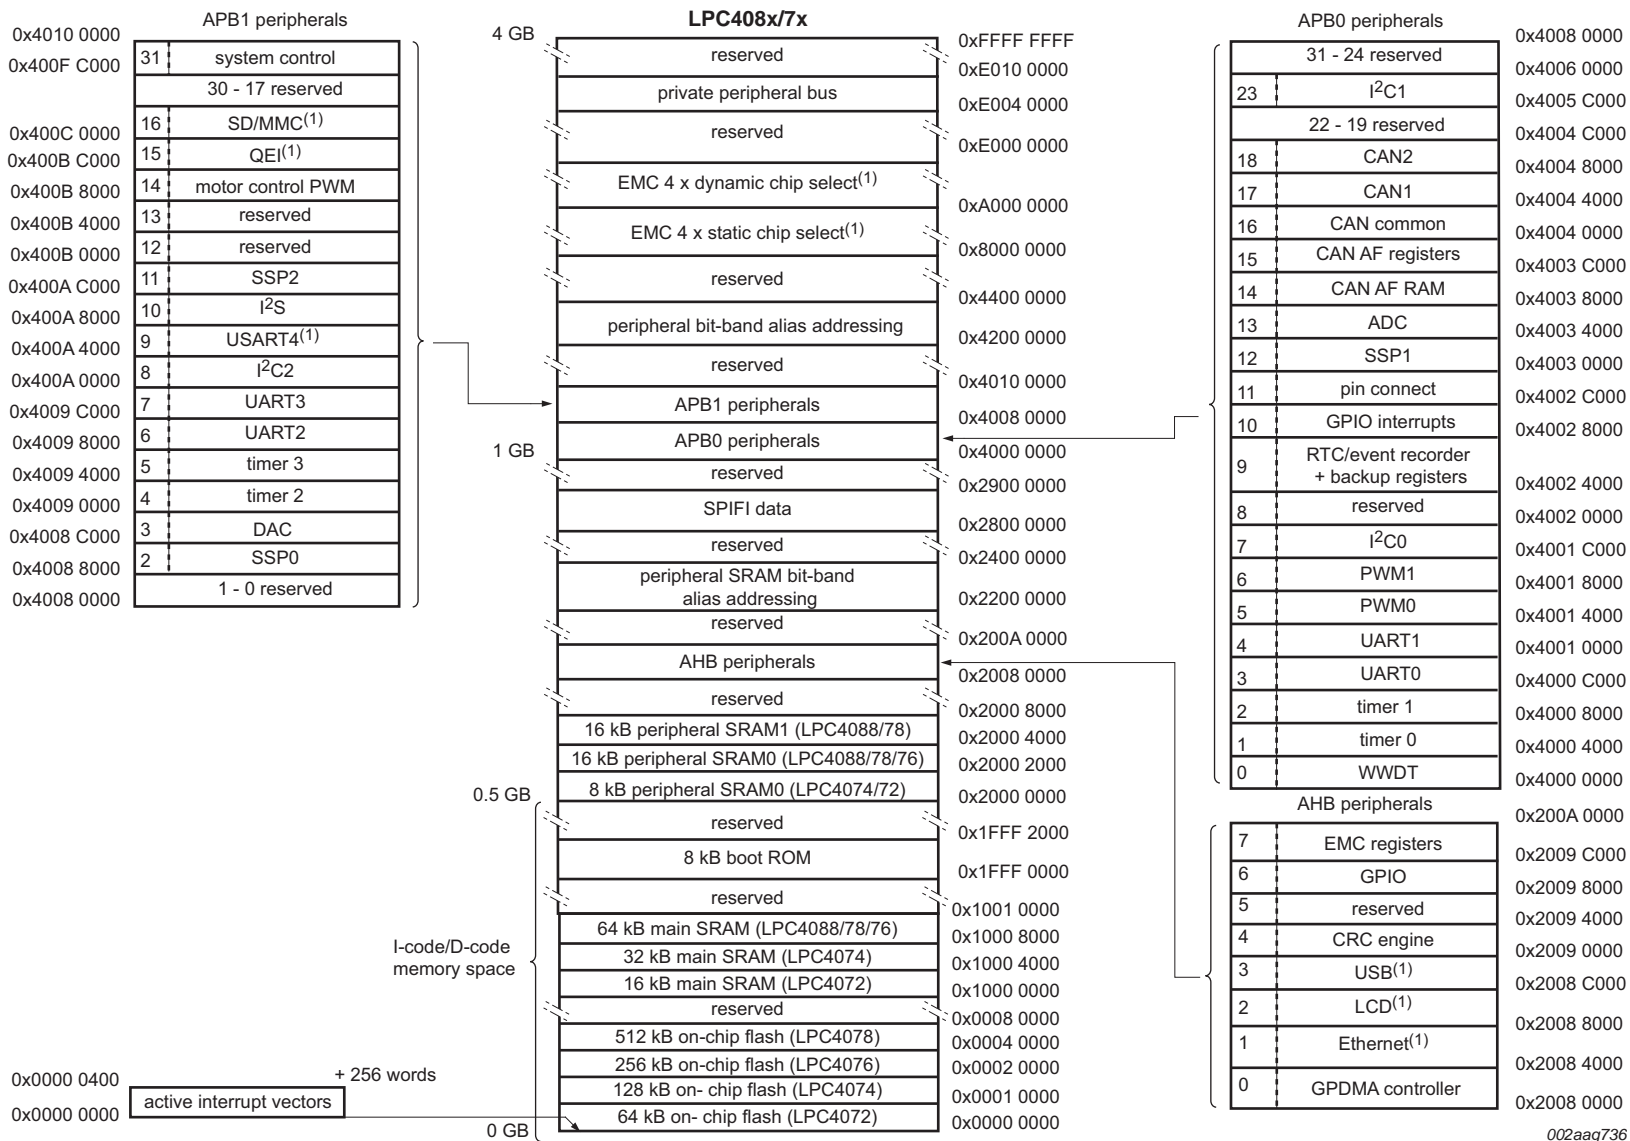 APB1 peripherals
0x4010 0000
0x400F C000
31 system control
30 - 17 reserved
0x400C 0000
16 SD/MMC(1)
0x400B C000
15 QEI(1)
0x400B 8000
14 motor control PWM
0x400B 4000
13 reserved
0x400B 0000
12 reserved
0x400A C000
11 SSP2
0x400A 8000
10 I2S
0x400A 4000
9 USART4(1)
0x400A 0000
8 I2C2
0x4009 C000
7 UART3
0x4009 8000
6 UART2
0x4009 4000
5 timer 3
0x4009 0000
4 timer 2
0x4008 C000
3 DAC
0x4008 8000
2 SSP0
1 - 0 reserved
0x4008 0000
LPC408x/7x
4 GB
0xFFFF FFFF
reserved
0xE010 0000
private peripheral bus
0xE004 0000
reserved
0xE000 0000
EMC 4 x dynamic chip select(1)
0xA000 0000
EMC 4 x static chip select(1)
0x8000 0000
reserved
0x4400 0000
peripheral bit-band alias addressing
0x4200 0000
reserved
0x4010 0000
APB1 peripherals
0x4008 0000
APB0 peripherals
1 GB
0x4000 0000
reserved
0x2900 0000
SPIFI data
0x2800 0000
reserved
0x2400 0000
peripheral SRAM bit-band
alias addressing
0x2200 0000
reserved
0x200A 0000
AHB peripherals
0x2008 0000
reserved
0x2000 8000
16 kB peripheral SRAM1 (LPC4088/78)
0x2000 4000
16 kB peripheral SRAM0 (LPC4088/78/76)
0x2000 2000
8 kB peripheral SRAM0 (LPC4074/72)
0.5 GB
0x2000 0000
reserved
0x1FFF 2000
8 kB boot ROM
0x1FFF 0000
reserved
0x1001 0000
64 kB main SRAM (LPC4088/78/76)
0x1000 8000
32 kB main SRAM (LPC4074)
0x1000 4000
16 kB main SRAM (LPC4072)
0x1000 0000
reserved
0x0008 0000
512 kB on-chip flash (LPC4078)
0x0004 0000
256 kB on-chip flash (LPC4076)
0x0002 0000
128 kB on- chip flash (LPC4074)
0x0001 0000
64 kB on- chip flash (LPC4072)
0x0000 0000
0 GB
I-code/D-code
memory space
+ 256 words
0x0000 0400
active interrupt vectors
0x0000 0000
APB0 peripherals
0x4008 0000
31 - 24 reserved
0x4006 0000
23 I2C1
0x4005 C000
22 - 19 reserved
0x4004 C000
18 CAN2
0x4004 8000
17 CAN1
0x4004 4000
16 CAN common
0x4004 0000
15 CAN AF registers
0x4003 C000
14 CAN AF RAM
0x4003 8000
13 ADC
0x4003 4000
12 SSP1
0x4003 0000
11 pin connect
0x4002 C000
10 GPIO interrupts
0x4002 8000
9 RTC/event recorder
+ backup registers
0x4002 4000
8 reserved
0x4002 0000
7 I2C0
0x4001 C000
6 PWM1
0x4001 8000
5 PWM0
0x4001 4000
4 UART1
0x4001 0000
3 UART0
0x4000 C000
2 timer 1
0x4000 8000
1 timer 0
0x4000 4000
0 WWDT
0x4000 0000
AHB peripherals
0x200A 0000
7 EMC registers
0x2009 C000
6 GPIO
0x2009 8000
5 reserved
0x2009 4000
4 CRC engine
0x2009 0000
3 USB(1)
0x2008 C000
2 LCD(1)
0x2008 8000
1 Ethernet(1)
0x2008 4000
0 GPDMA controller
0x2008 0000
002aag736